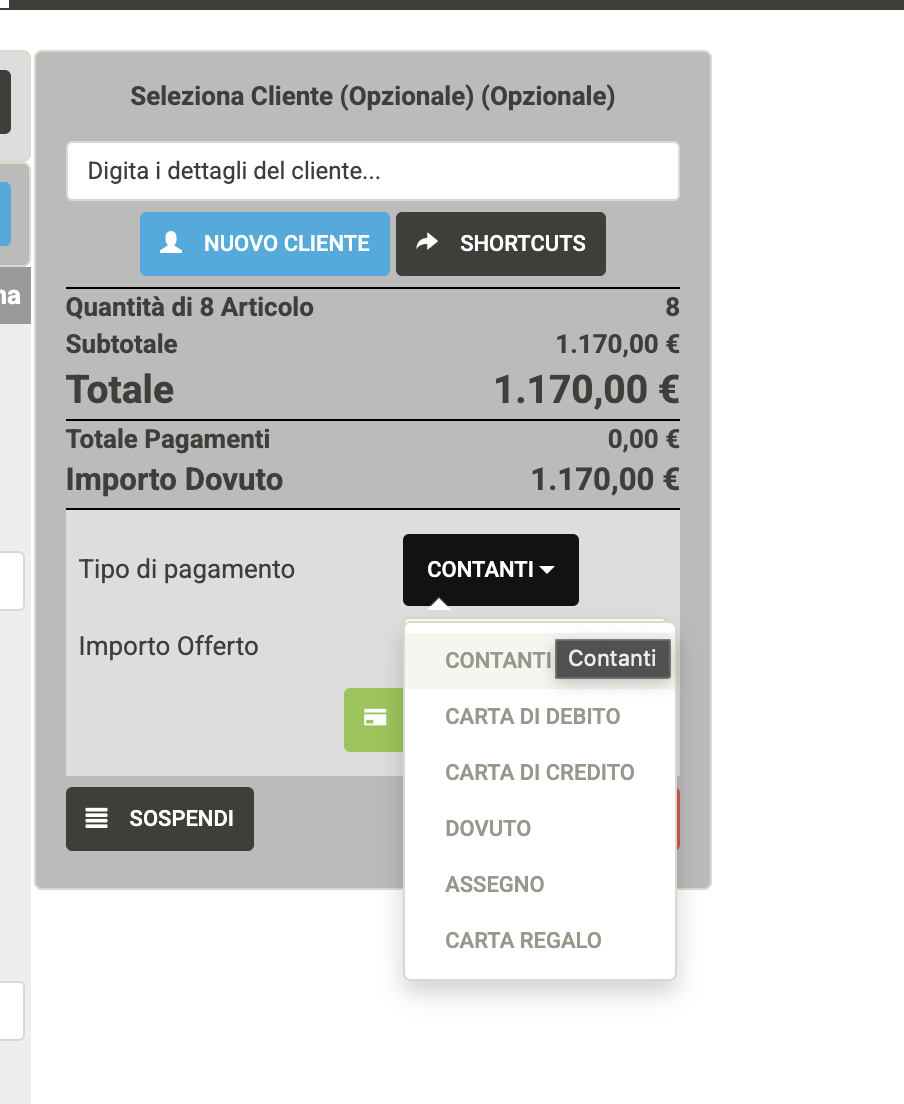 Seleziona Cliente (Opzionale) (Opzionale)
Digita i dettagli del cliente...
NUOVO CLIENTE SHORTCUTS
na
Quantità di 8 Articolo 8
Subtotale 1.170,00 €
Totale 1.170,00 €
Totale Pagamenti 0,00 €
Importo Dovuto 1.170,00 €
Tipo di pagamento CONTANTI
Importo Offerto
CONTANTI Contanti
CARTA DI DEBITO
CARTA DI CREDITO
SOSPENDI
DOVUTO
ASSEGNO
CARTA REGALO